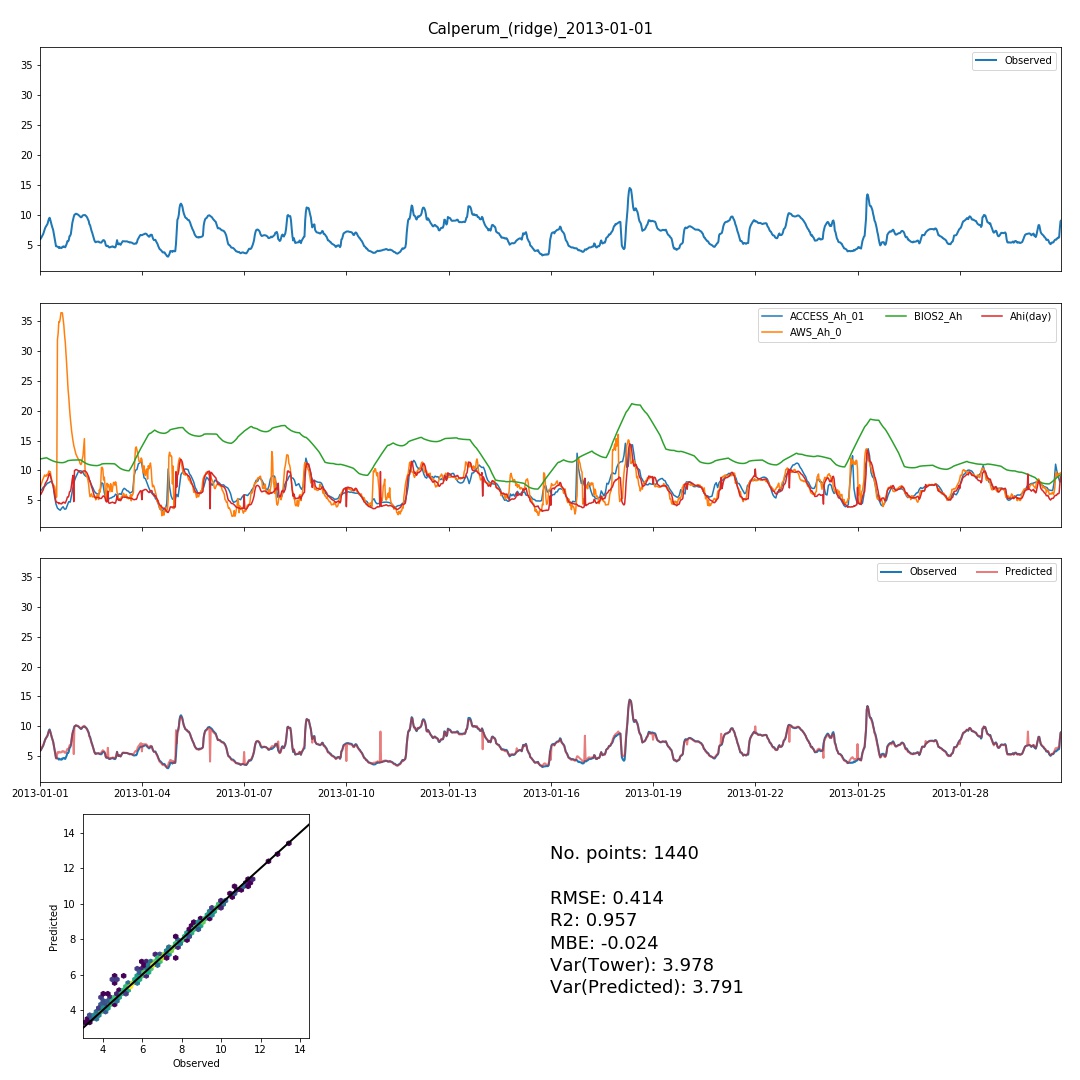 Calperum_(ridge)_2013-01-01
35
30
25
20
15
10
5
Observed
35
30
25
20
15
10
5
ACCESS_Ah_01 BIOS2_Ah Ahi(day)
AWS_Ah_0
35
30
25
20
15
10
5
Observed Predicted
2013-01-01 2013-01-04 2013-01-07 2013-01-10 2013-01-13 2013-01-16 2013-01-19 2013-01-22 2013-01-25 2013-01-28
14
12
10
8
6
4
Predicted
4 6 8 10 12 14
Observed
No. points: 1440
RMSE: 0.414
R2: 0.957
MBE: -0.024
Var(Tower): 3.978
Var(Predicted): 3.791